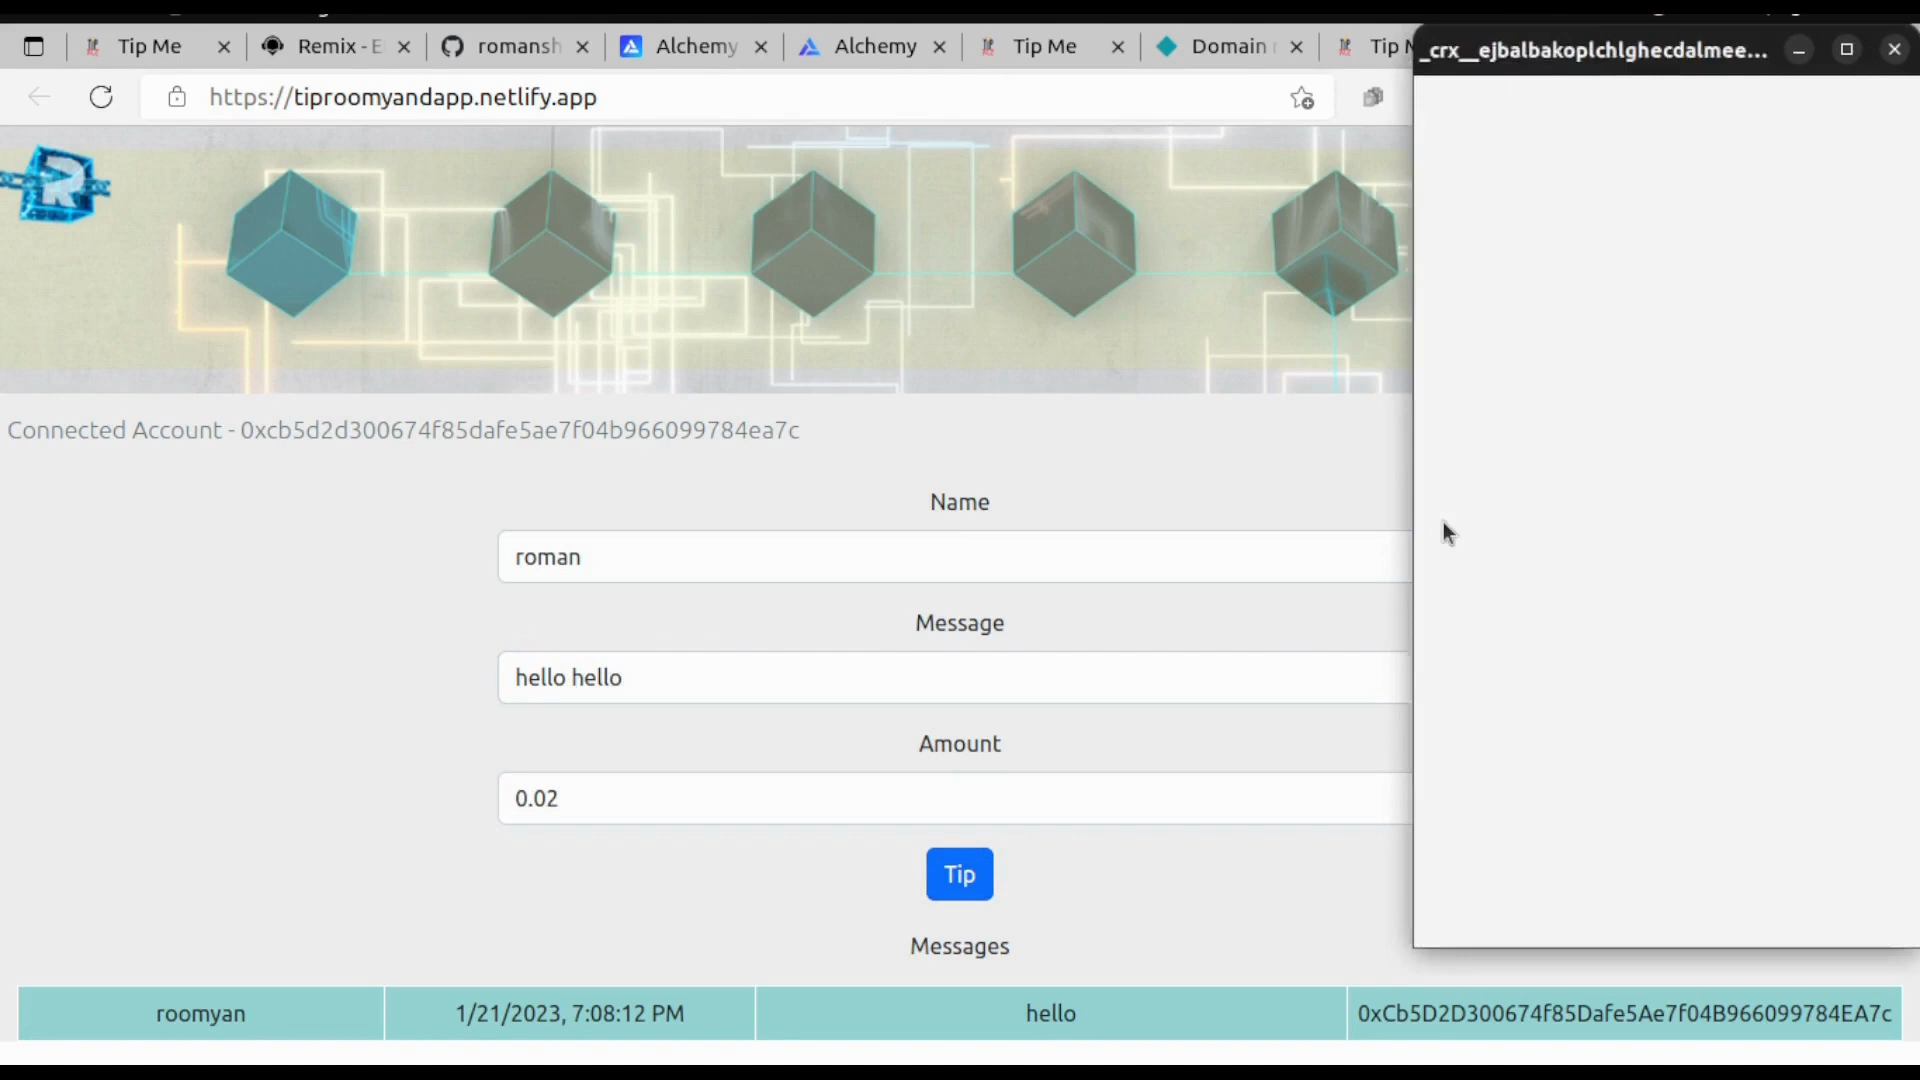 Tip Me
Remix - E
romansh
Alchemy
Alchemy
Tip Me
Domain
Tip M
_crx__ejbalbakoplchlghecdalmee...
https://tiproomyandapp.netlify.app
R
Connected Account - 0xcb5d2d300674f85dafe5ae7f04b966099784ea7c
Name
roman
Message
hello hello
Amount
0.02
Tip
Messages
roomyan 1/21/2023, 7:08:12 PM hello 0xCb5D2D300674f85Dafe5Ae7f04B966099784EA7c